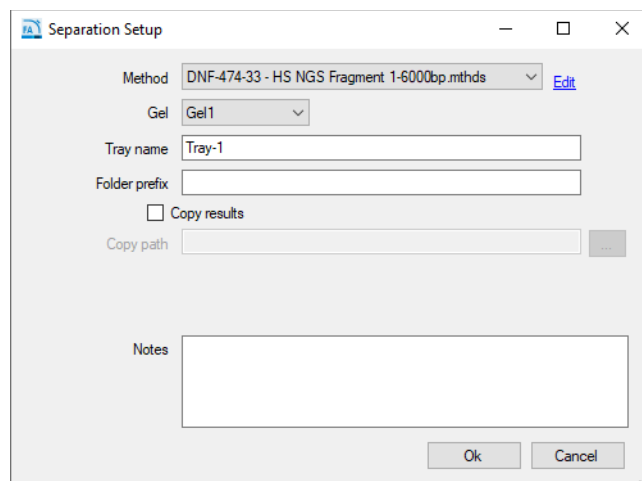 FA Separation Setup
Method DNF-474-33 - HS NGS Fragment 1-6000bp.mthds Edit
Gel Gel1
Tray name Tray-1
Folder prefix
Copy results
Copy path ...
Notes
Ok Cancel